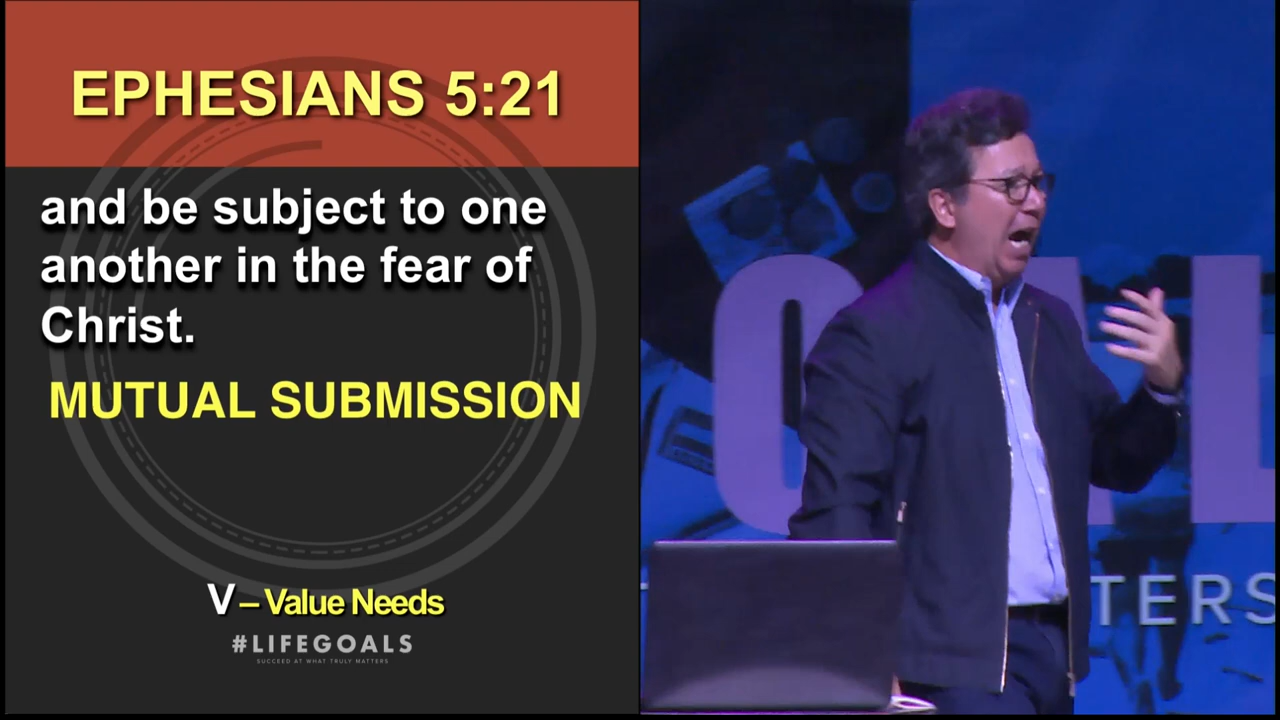 EPHESIANS 5:21
and be subject to one
another in the fear of
Christ.
MUTUAL SUBMISSION
V – Value Needs
#LIFEGOALS
SUCCEED AT WHAT TRULY MATTERS
OAL
TERS